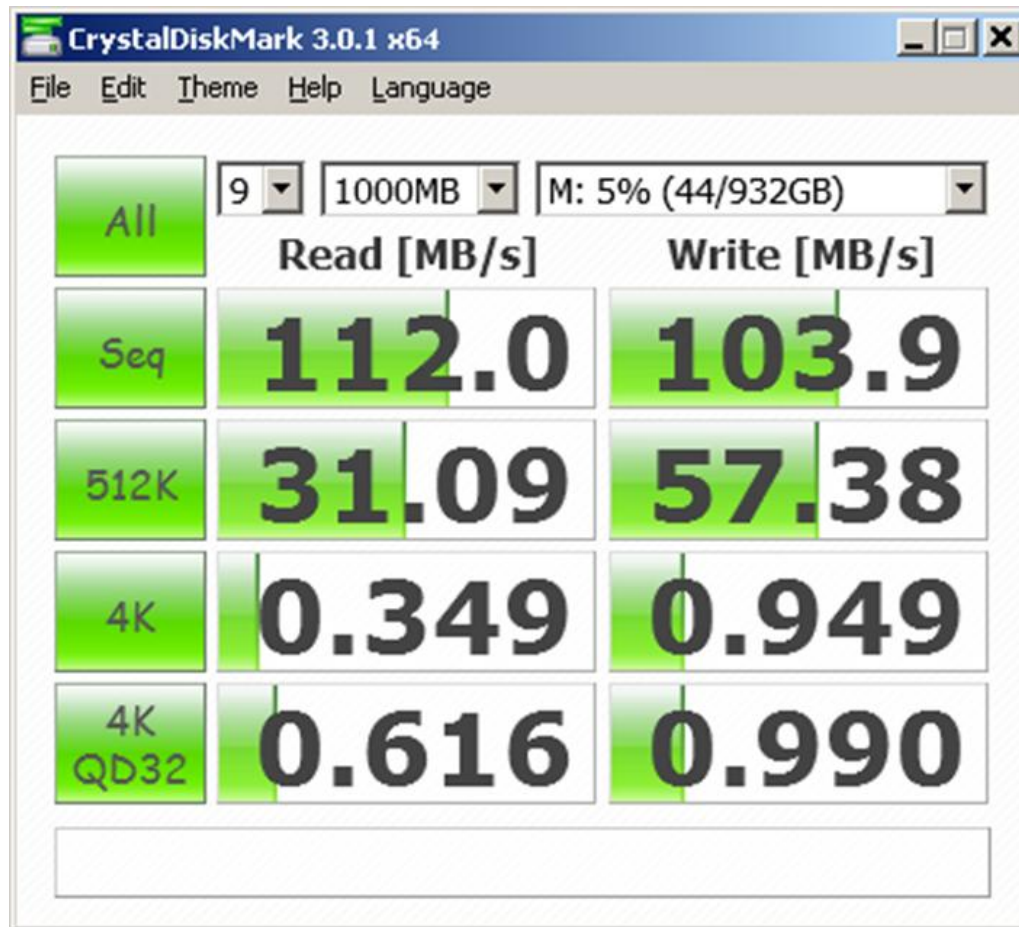 CrystalDiskMark 3.0.1 x64
File Edit Theme Help Language
All 9 1000MB M: 5% (44/932GB)
Read [MB/s] Write [MB/s]
Seq 112.0 103.9
512K 31.09 57.38
4K 0.349 0.949
4K
QD32 0.616 0.990